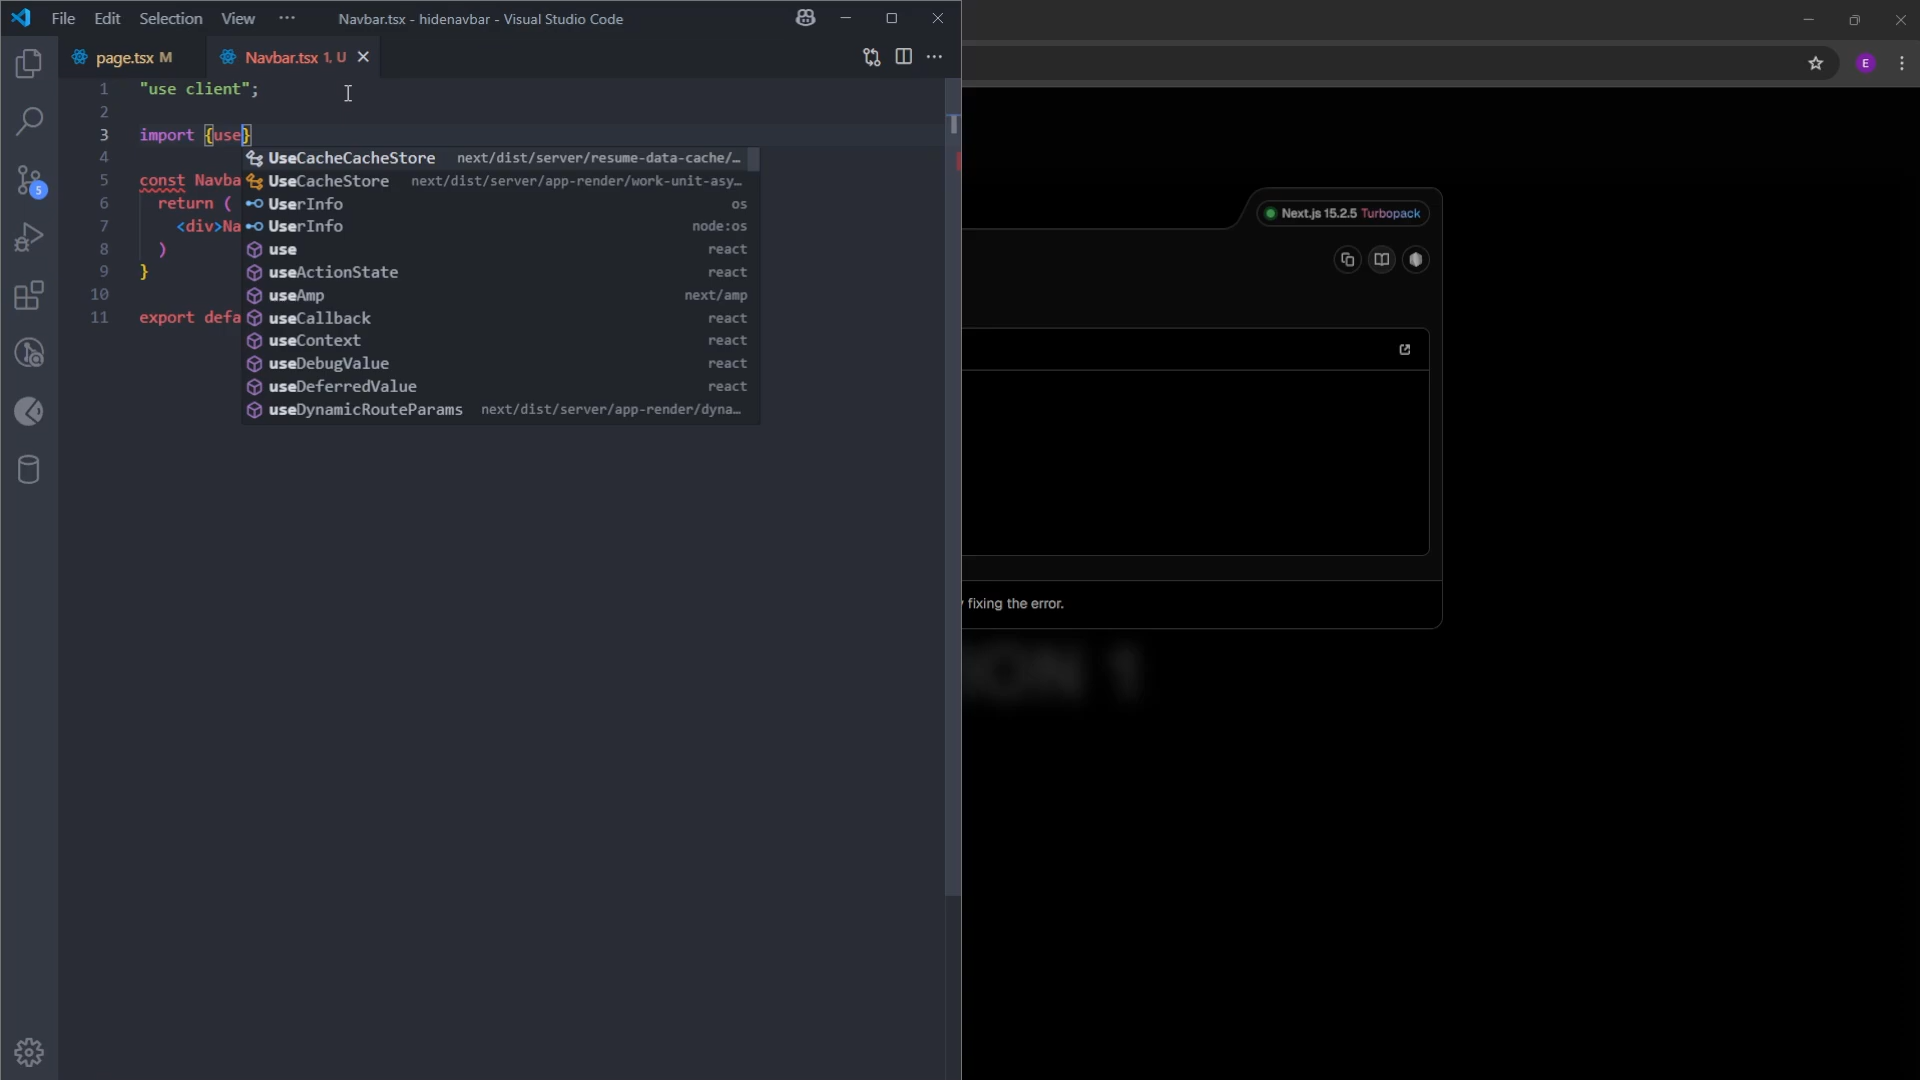 File Edit Selection View ··· Navbar.tsx - hidenavbar - Visual Studio Code
page.tsx M Navbar.tsx 1, U
E
1 "use client";
2
3 import {use}
4
5 const Navba
6 return (
7 <div>Na
8 )
9 }
10
11 export defa
UseCacheCacheStore next/dist/server/resume-data-cache/…
UseCacheStore next/dist/server/app-render/work-unit-asy…
UserInfo os
UserInfo node:os
use react
useActionState react
useAmp next/amp
useCallback react
useContext react
useDebugValue react
useDeferredValue react
useDynamicRouteParams next/dist/server/app-render/dyna…
5
Next.js 15.2.5 Turbopack
fixing the error.
ION 1